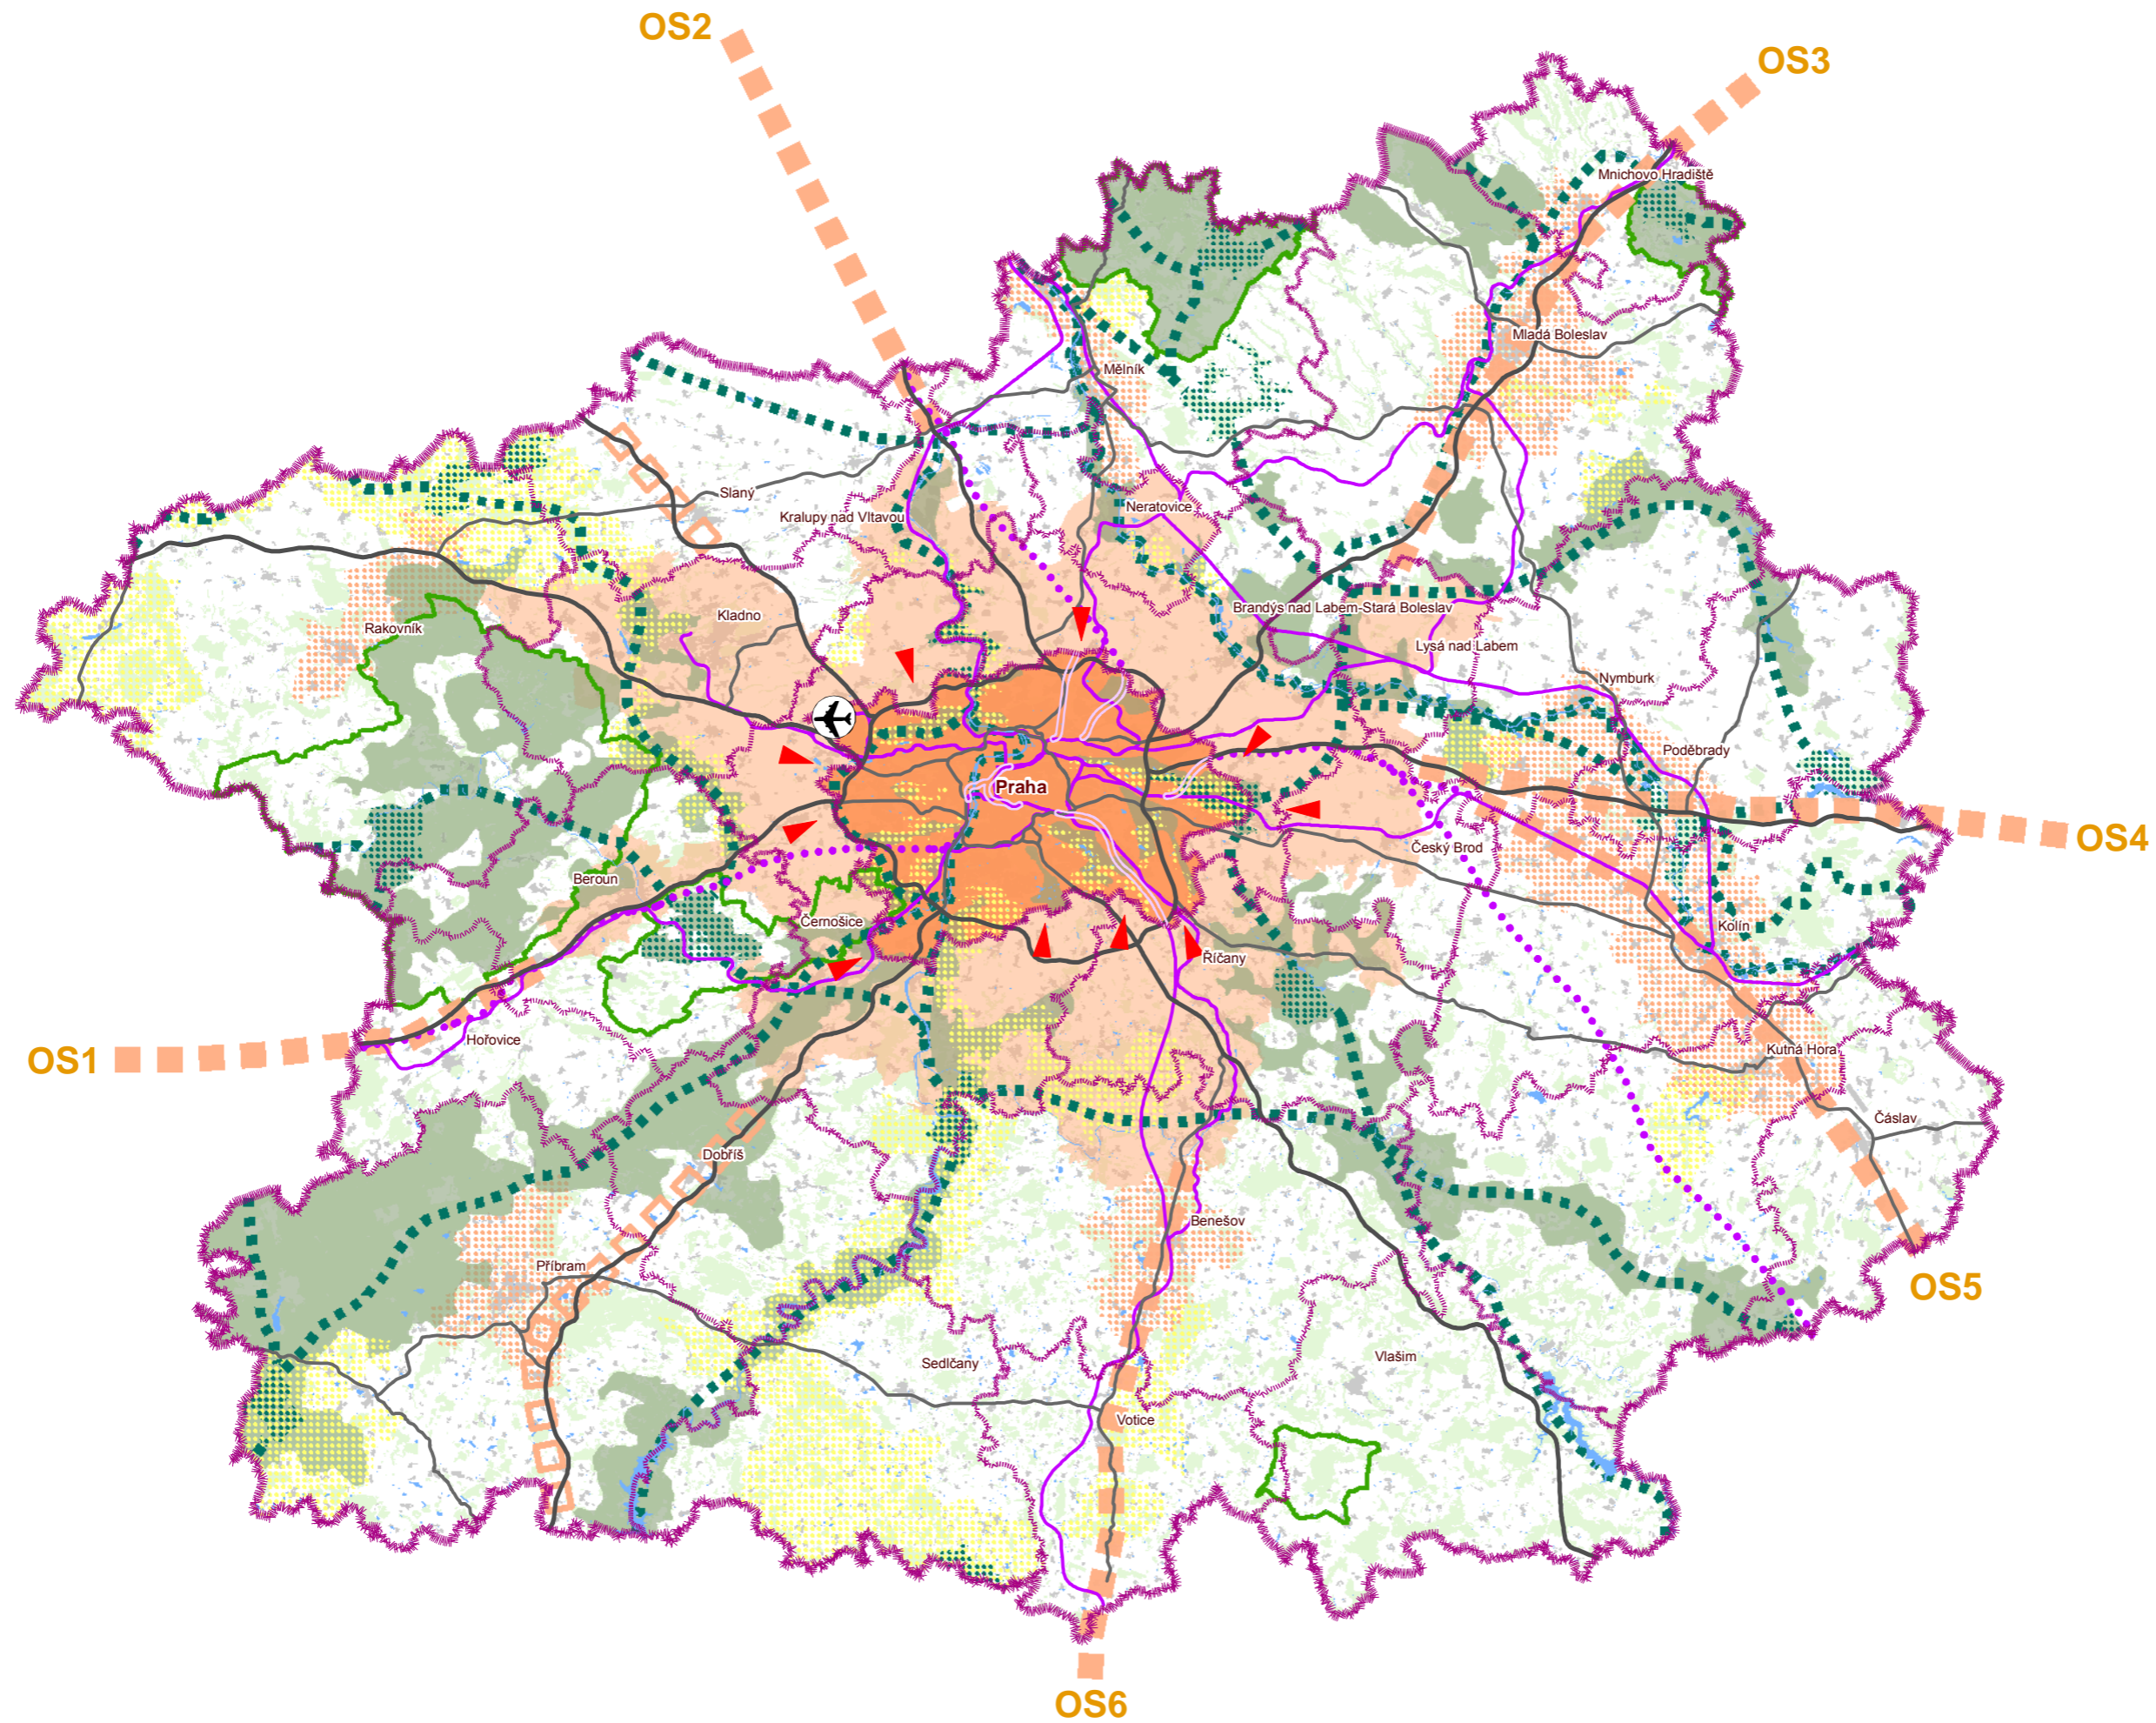 OS2
OS3
Mnichovo Hradiště
Mladá Boleslav
Mělník
Slaný
Kralupy nad Vltavou
Neratovice
Brandýs nad Labem-Stará Boleslav
Kladno
Rakovník
Lysá nad Labem
Nymburk
Poděbrady
Praha
OS4
Český Brod
Beroun
Černošice
Kolín
Říčany
Hořovice
OS1
Kutná Hora
Čáslav
Dobříš
Benešov
Příbram
OS5
Sedlčany
Vlašim
Votice
OS6